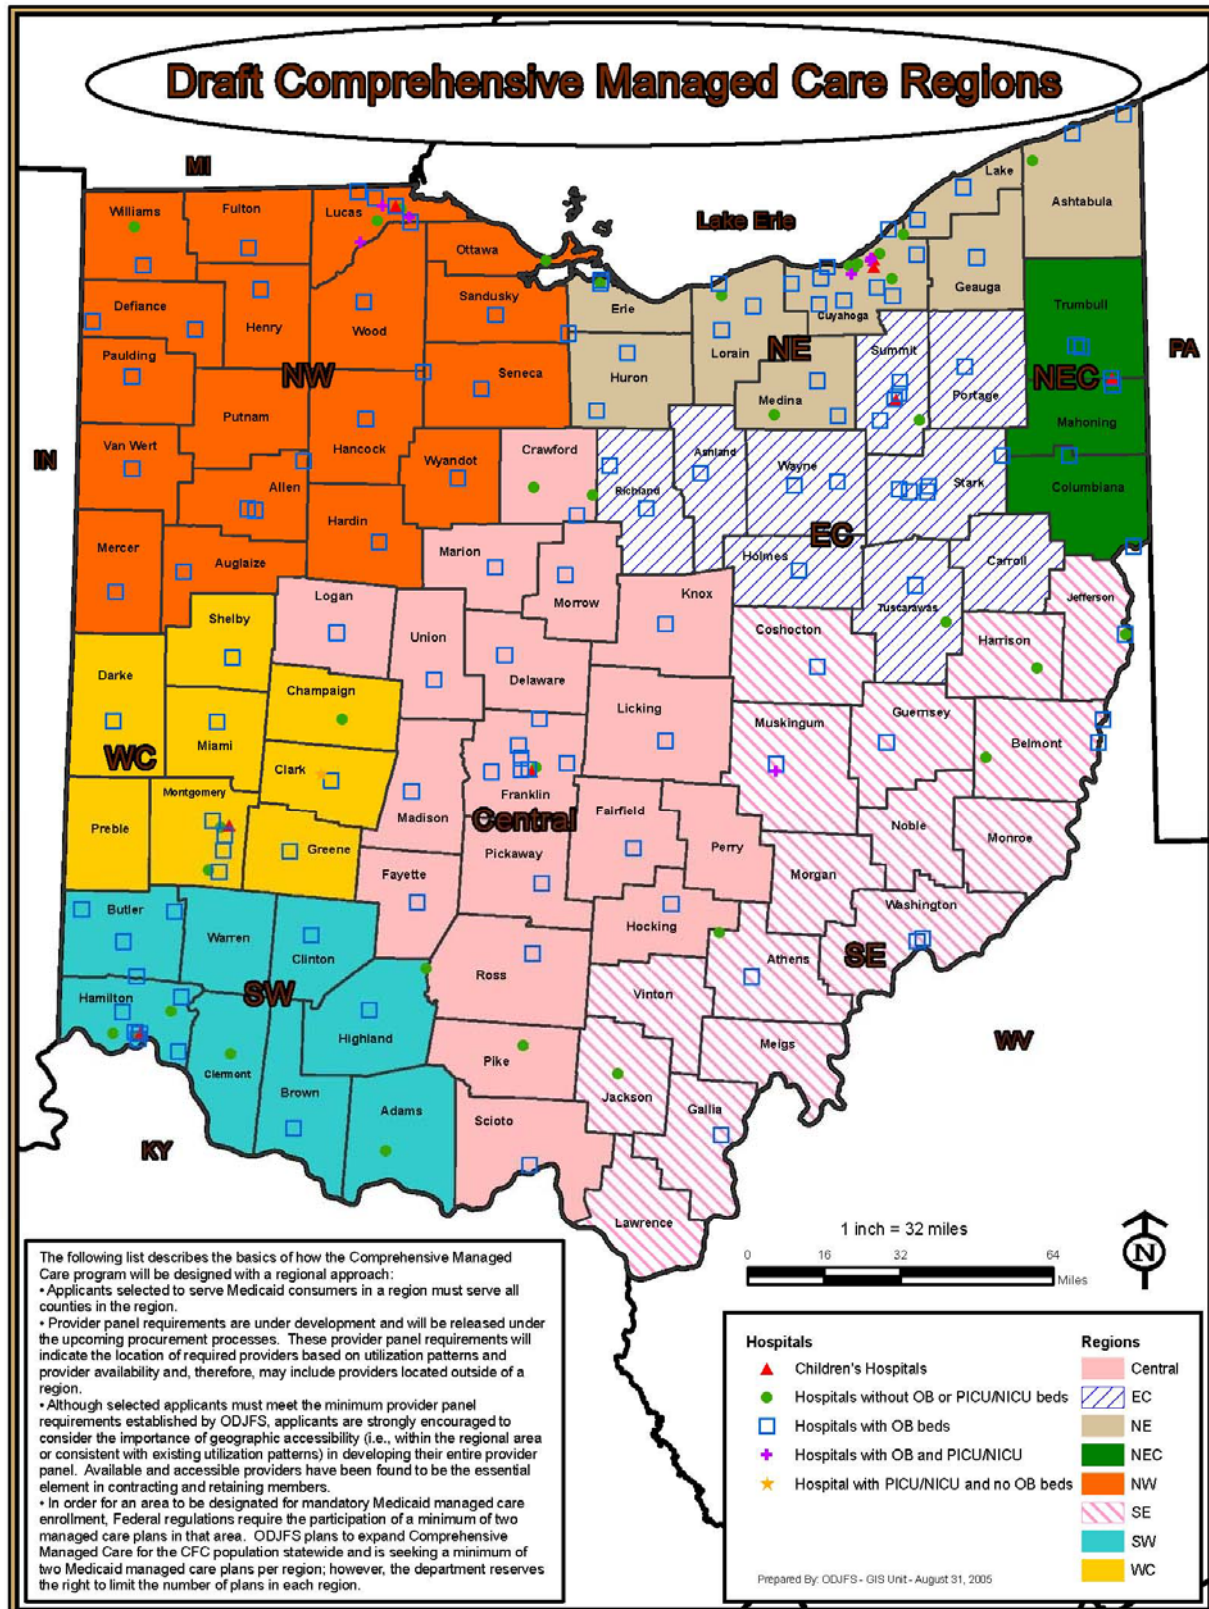 Draft Comprehensive Managed Care Regions
MI
Lake Erie
IN
PA
WV
KY
Williams
Fulton
Lucas
Ottawa
Lake
Ashtabula
Geauga
Cuyahoga
Trumbull
Defiance
Henry
Wood
Sandusky
Erie
Lorain
NE
Summit
Portage
NEC
Paulding
NW
Seneca
Huron
Medina
Mahoning
Putnam
Hancock
Van Wert
Wyandot
Crawford
Richland
Ashland
Wayne
Stark
Columbiana
Allen
Hardin
EC
Mercer
Auglaize
Marion
Morrow
Holmes
Carroll
Tuscarawas
Jefferson
Logan
Knox
Shelby
Union
Coshocton
Harrison
Darke
Champaign
Delaware
Licking
Guernsey
Muskingum
Belmont
Miami
WC
Clark
Montgomery
Franklin
Central
Madison
Fairfield
Preble
Greene
Pickaway
Perry
Noble
Monroe
Fayette
Morgan
Butler
Washington
Hocking
Warren
Clinton
Ross
Athens
SE
Hamilton
SW
Vinton
Highland
Meigs
Clermont
Pike
Jackson
Brown
Adams
Scioto
Gallia
Lawrence
1 inch = 32 miles
0 16 32 64
Miles
N
The following list describes the basics of how the Comprehensive Managed
Care program will be designed with a regional approach:
• Applicants selected to serve Medicaid consumers in a region must serve all
counties in the region.
• Provider panel requirements are under development and will be released under
the upcoming procurement processes. These provider panel requirements will
indicate the location of required providers based on utilization patterns and
provider availability and, therefore, may include providers located outside of a
region.
• Although selected applicants must meet the minimum provider panel
requirements established by ODJFS, applicants are strongly encouraged to
consider the importance of geographic accessibility (i.e., within the regional area
or consistent with existing utilization patterns) in developing their entire provider
panel. Available and accessible providers have been found to be the essential
element in contracting and retaining members.
• In order for an area to be designated for mandatory Medicaid managed care
enrollment, Federal regulations require the participation of a minimum of two
managed care plans in that area. ODJFS plans to expand Comprehensive
Managed Care for the CFC population statewide and is seeking a minimum of
two Medicaid managed care plans per region; however, the department reserves
the right to limit the number of plans in each region.
Hospitals
Children's Hospitals
Hospitals without OB or PICU/NICU beds
Hospitals with OB beds
Hospitals with OB and PICU/NICU
Hospital with PICU/NICU and no OB beds
Regions
Central
EC
NE
NEC
NW
SE
SW
WC
Prepared By: ODJFS - GIS Unit - August 31, 2005